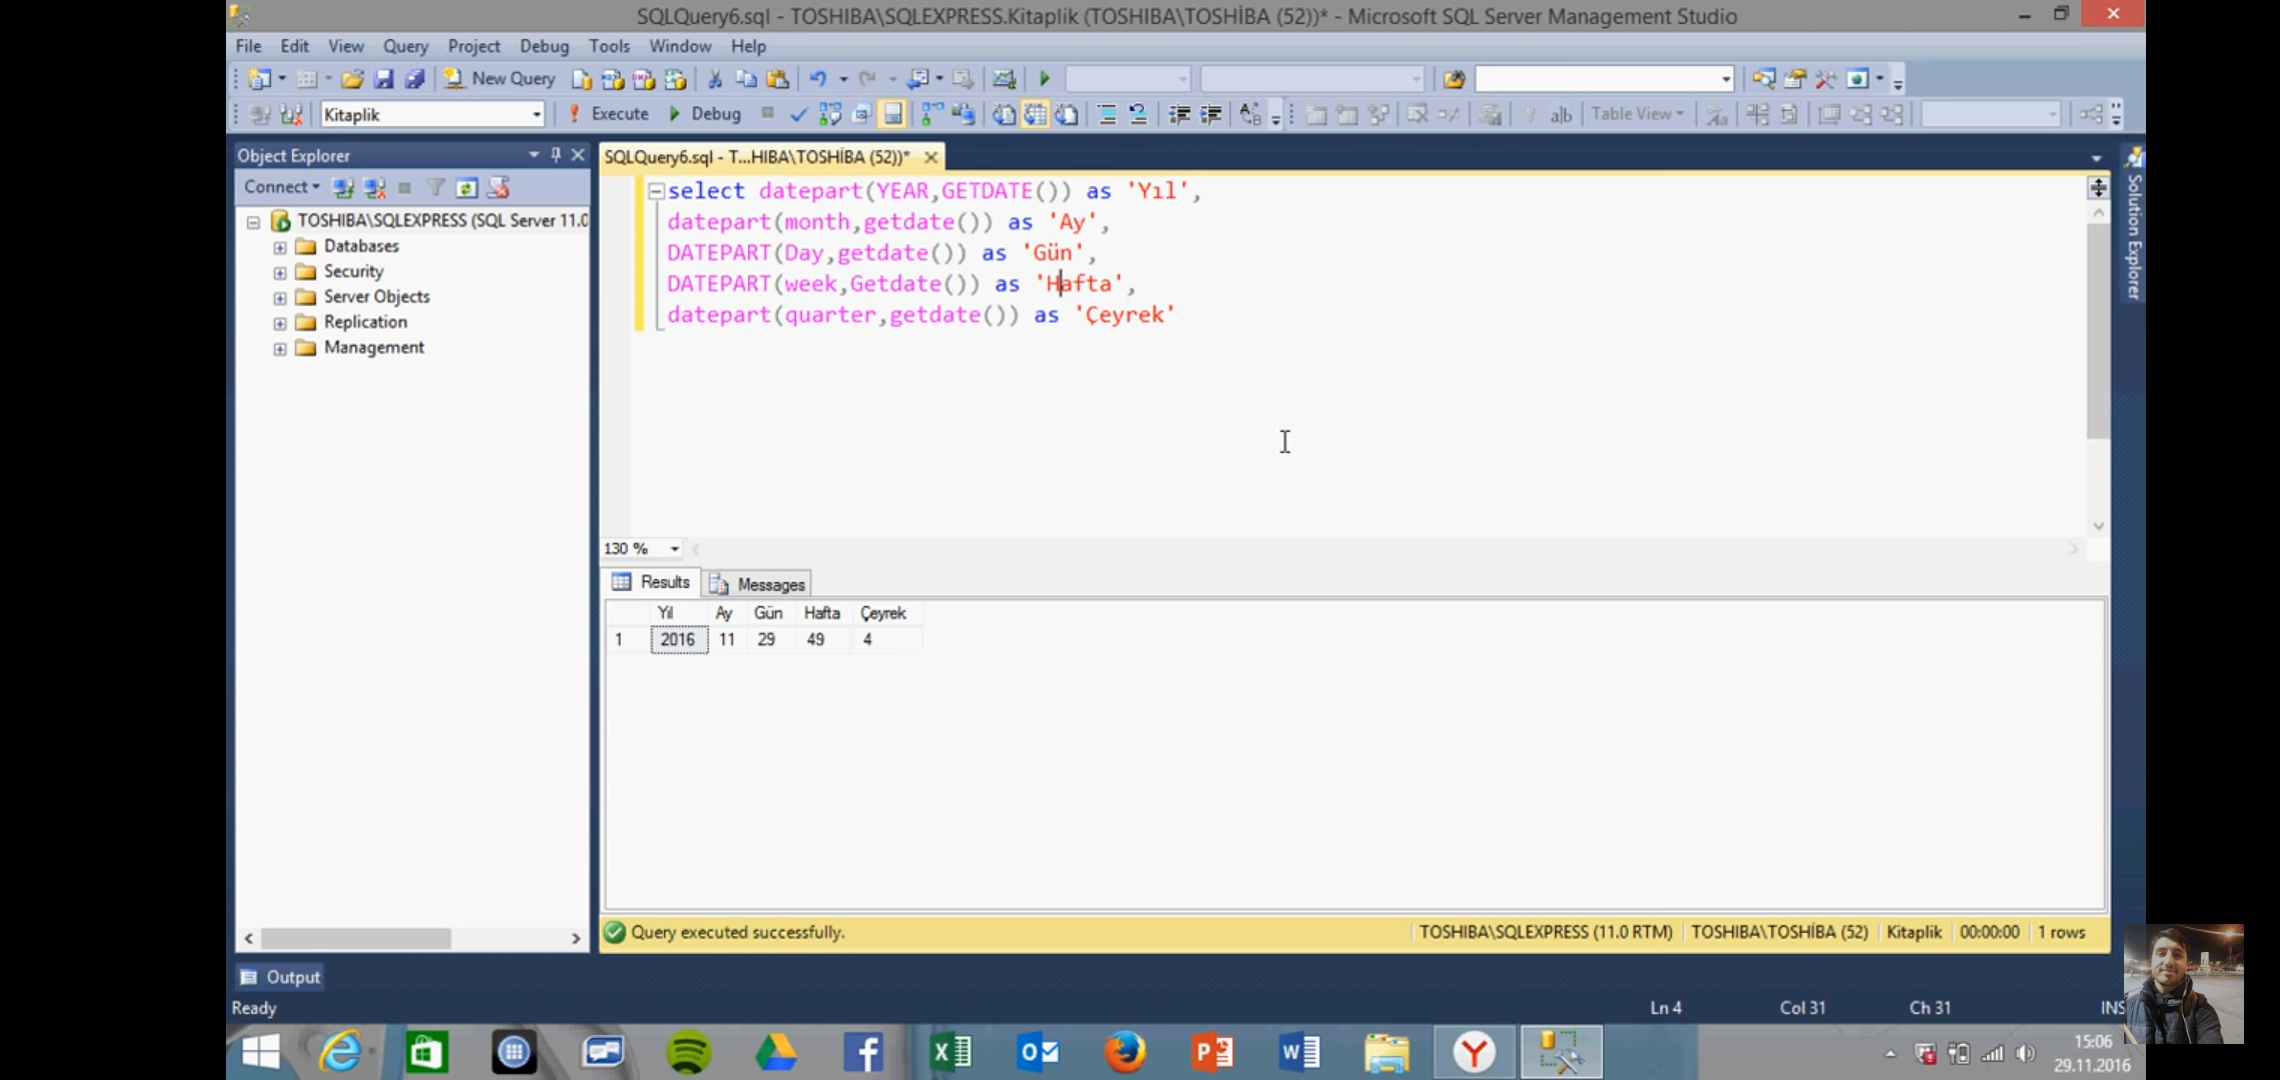 SQLQuery6.sql - TOSHIBA\SQLEXPRESS.Kitaplik (TOSHIBA\TOSHİBA (52))* - Microsoft SQL Server Management Studio
File Edit View Query Project Debug Tools Window Help
New Query
Kitaplik Execute Debug Table View
Object Explorer
Connect
TOSHIBA\SQLEXPRESS (SQL Server 11.0
Databases
Security
Server Objects
Replication
Management
SQLQuery6.sql - T...HIBA\TOSHİBA (52))*
select datepart(YEAR,GETDATE()) as 'Yıl',
datepart(month,getdate()) as 'Ay',
DATEPART(Day,getdate()) as 'Gün',
DATEPART(week,Getdate()) as 'Hafta',
datepart(quarter,getdate()) as 'Çeyrek'
Solution Explorer
130 %
Results Messages
Yıl Ay Gün Hafta Çeyrek
1 2016 11 29 49 4
Query executed successfully. TOSHIBA\SQLEXPRESS (11.0 RTM) TOSHIBA\TOSHİBA (52) Kitaplik 00:00:00 1 rows
Output
Ready Ln 4 Col 31 Ch 31 INS
15:06
29.11.2016